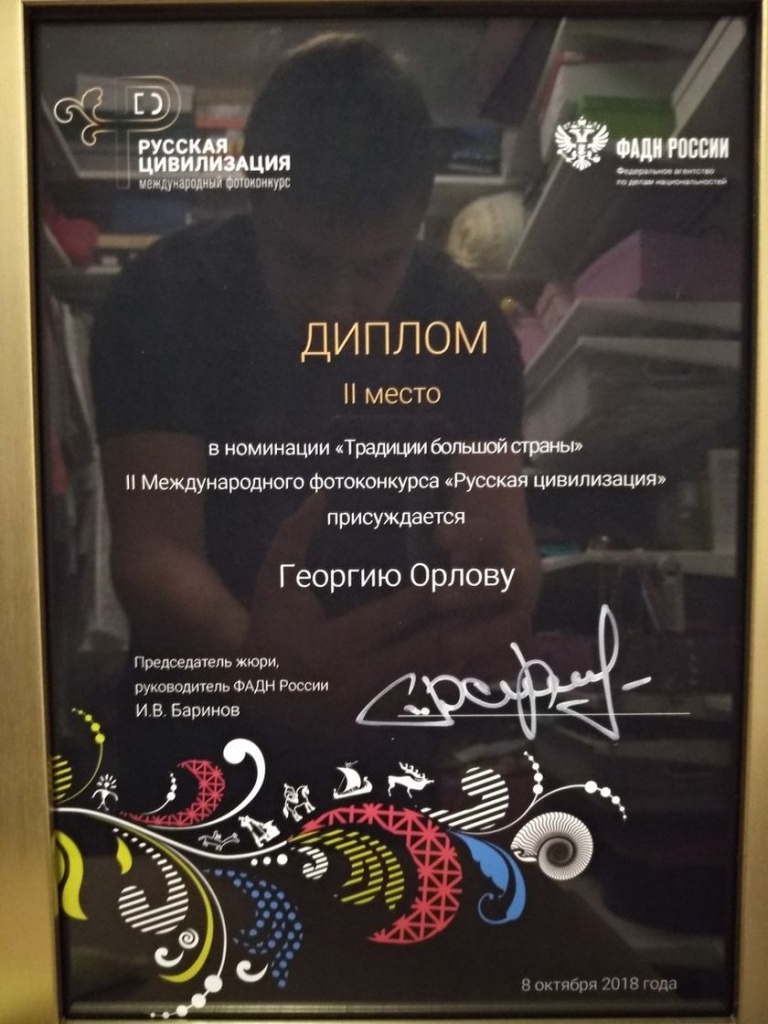 РУССКАЯ
ЦИВИЛИЗАЦИЯ
международный фотоконкурс
ФАДН РОССИИ
Федеральное агентство
по делам национальностей
ДИПЛОМ
II место
в номинации «Традиции большой страны»
II Международного фотоконкурса «Русская цивилизация»
присуждается
Георгию Орлову
Председатель жюри,
руководитель ФАДН России
И.В. Баринов
8 октября 2018 года